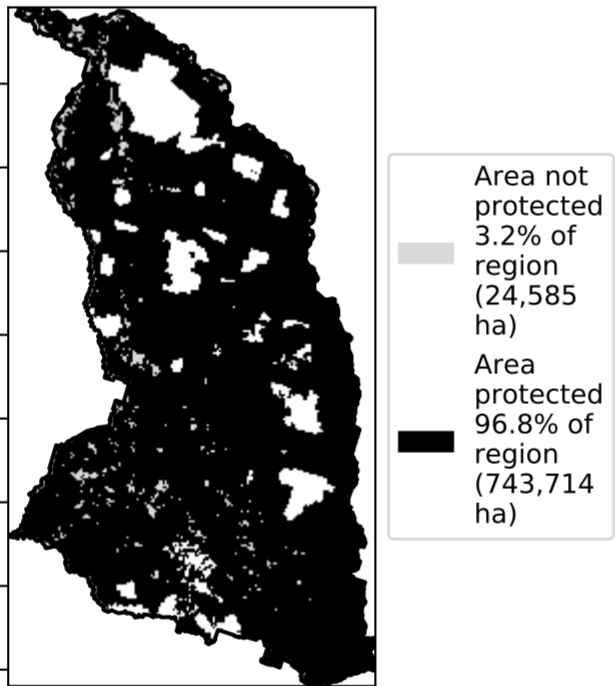 Area not
protected
3.2% of
region
(24,585
ha)
Area
protected
96.8% of
region
(743,714
ha)